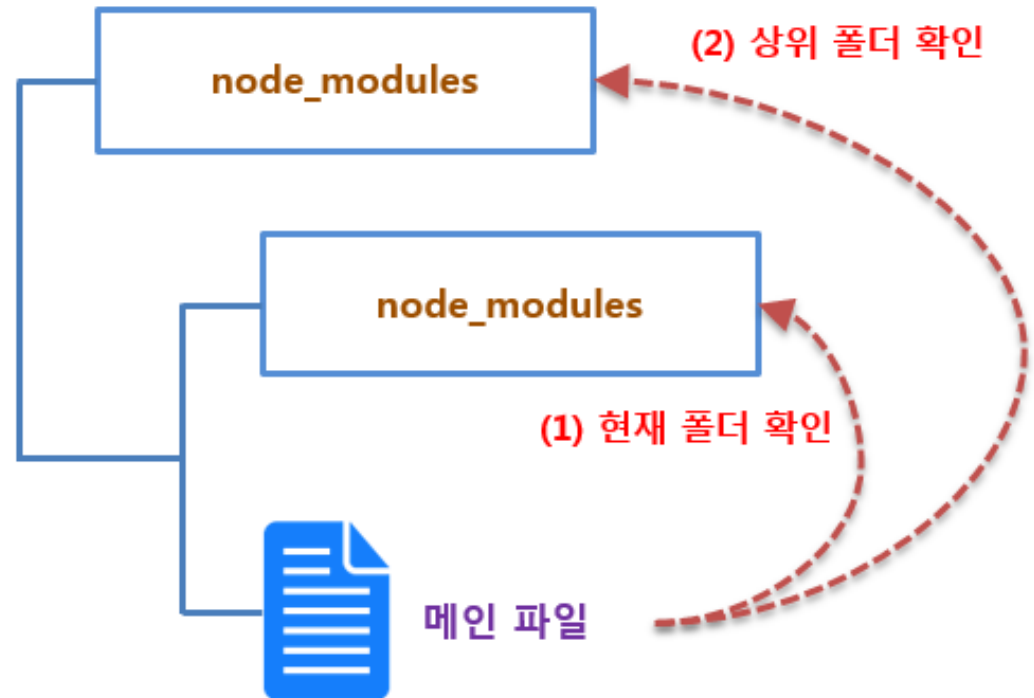 (2) 상위 폴더 확인
node_modules
node_modules
(1) 현재 폴더 확인
메인 파일